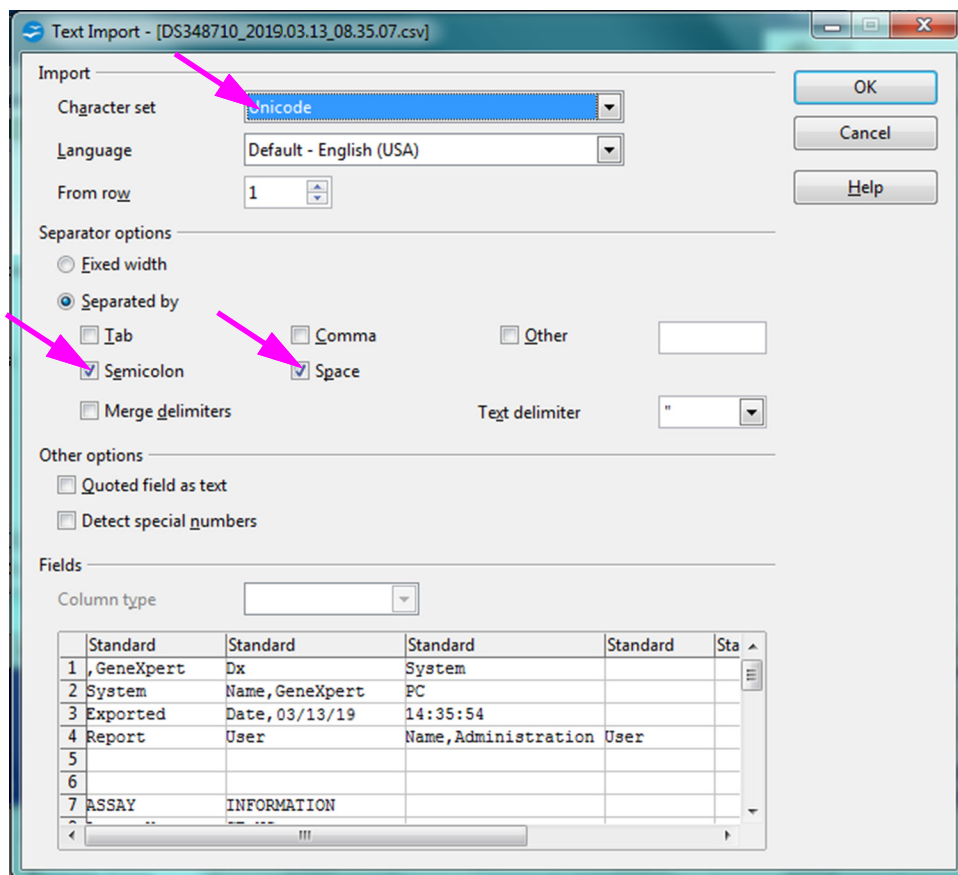 Text Import - [DS348710_2019.03.13_08.35.07.csv]
Import
OK
Character set Unicode
Cancel
Language Default - English (USA)
From row 1
Help
Separator options
Fixed width
Separated by
Tab Comma Other
Semicolon Space
Merge delimiters Text delimiter "
Other options
Quoted field as text
Detect special numbers
Fields
Column type
Standard Standard Standard Standard Sta
1 ,GeneXpert Dx System
2 System Name,GeneXpert PC
3 Exported Date,03/13/19 14:35:54
4 Report User Name,Administration User
5
6
7 ASSAY INFORMATION